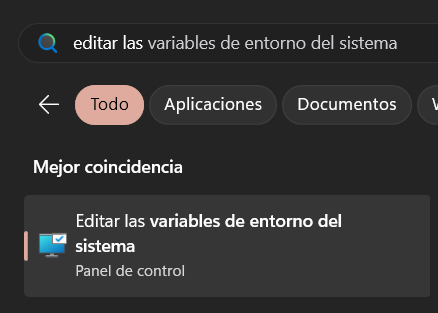 editar las variables de entorno del sistema
Todo
Aplicaciones
Documentos
Mejor coincidencia
Editar las variables de entorno del
sistema
Panel de control